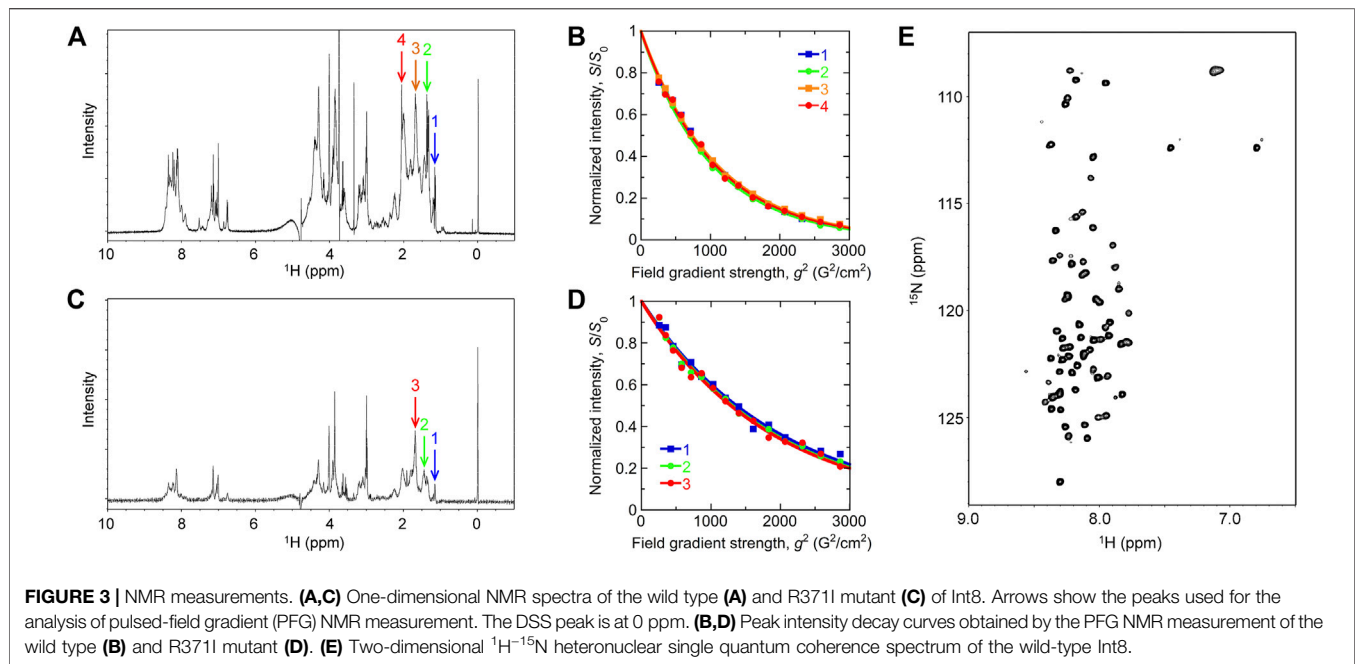 A
4
3
2
1
Intensity
10
8
6
4
2
0
¹H (ppm)
B
1
2
3
4
Normalized intensity, S/S₀
1
0.8
0.6
0.4
0.2
0
0
1000
2000
3000
Field gradient strength, g² (G²/cm²)
C
3
2
1
Intensity
10
8
6
4
2
0
¹H (ppm)
D
1
2
3
Normalized intensity, S/S₀
1
0.8
0.6
0.4
0.2
0
0
1000
2000
3000
Field gradient strength, g² (G²/cm²)
E
110
115
120
125
¹⁵N (ppm)
9.0
8.0
7.0
¹H (ppm)
FIGURE 3 | NMR measurements. (A,C) One-dimensional NMR spectra of the wild type (A) and R371I mutant (C) of Int8. Arrows show the peaks used for the
analysis of pulsed-field gradient (PFG) NMR measurement. The DSS peak is at 0 ppm. (B,D) Peak intensity decay curves obtained by the PFG NMR measurement of the
wild type (B) and R371I mutant (D). (E) Two-dimensional ¹H–¹⁵N heteronuclear single quantum coherence spectrum of the wild-type Int8.